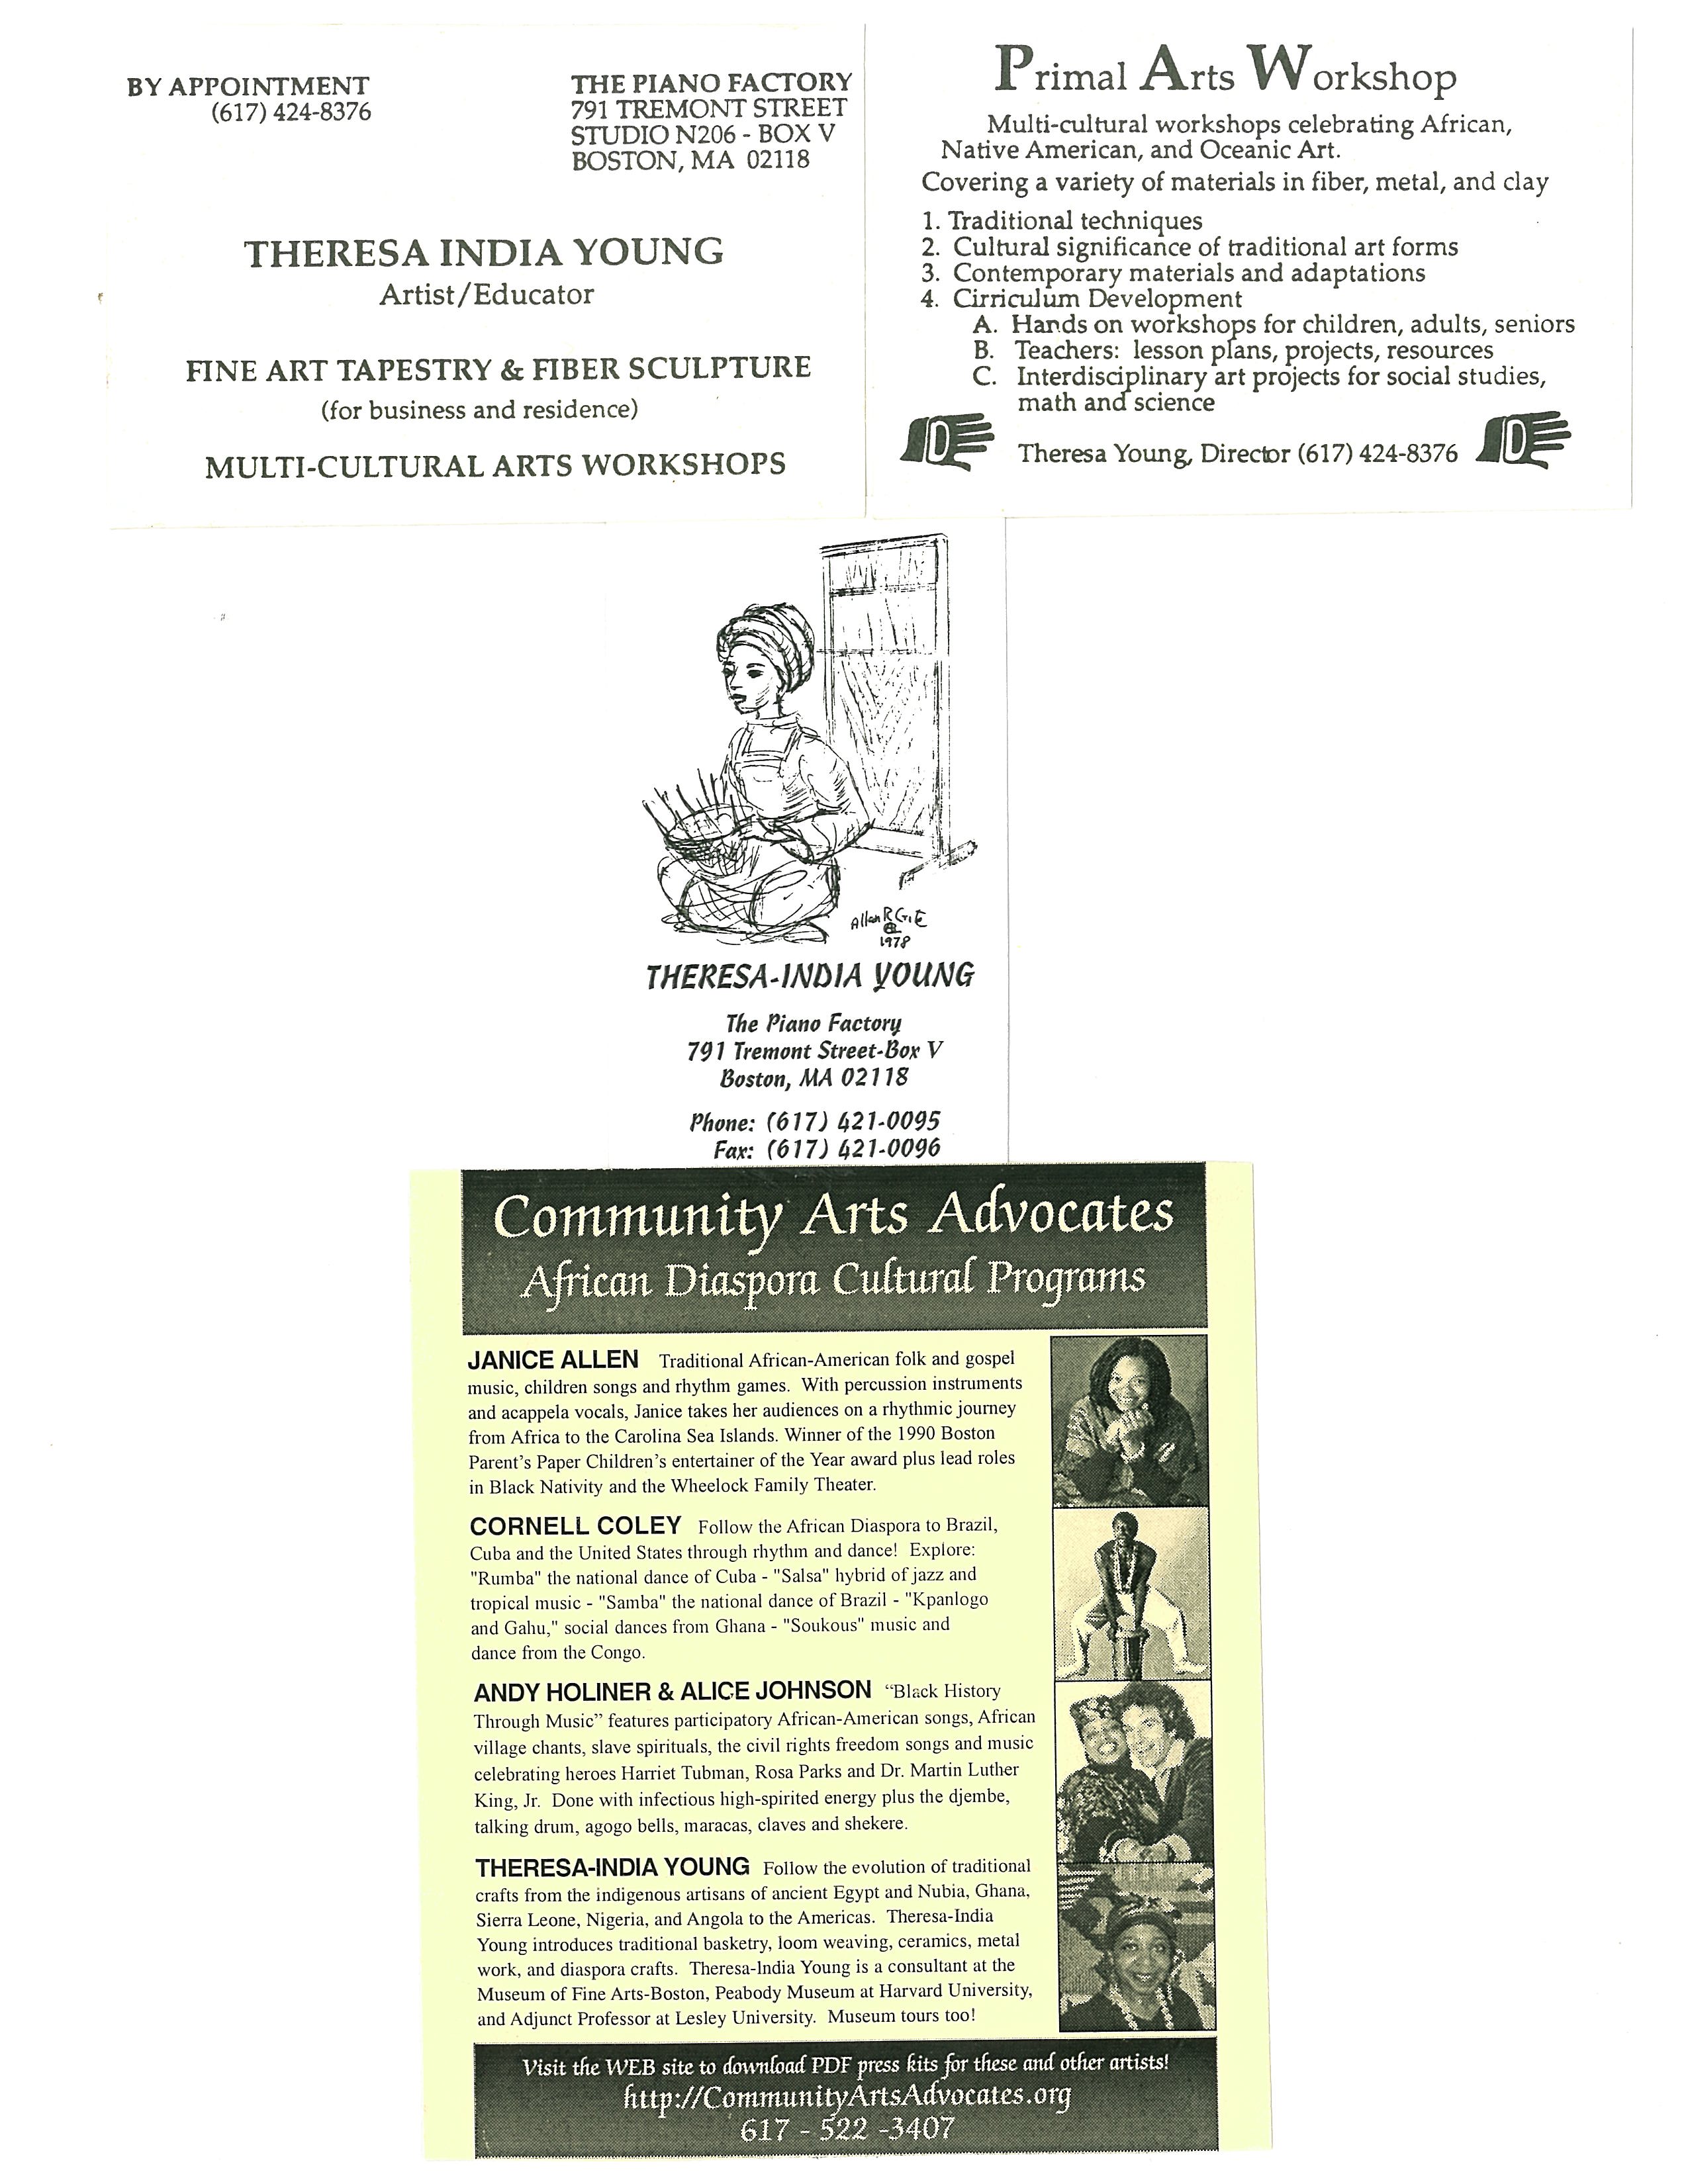 BY APPOINTMENT
(617) 424-8376
THE PIANO FACTORY
791 TREMONT STREET
STUDIO N206 - BOX V
BOSTON, MA 02118
THERESA INDIA YOUNG
Artist/Educator
FINE ART TAPESTRY & FIBER SCULPTURE
(for business and residence)
MULTI-CULTURAL ARTS WORKSHOPS
Primal Arts Workshop
Multi-cultural workshops celebrating African,
Native American, and Oceanic Art.
Covering a variety of materials in fiber, metal, and clay
1. Traditional techniques
2. Cultural significance of traditional art forms
3. Contemporary materials and adaptations
4. Cirriculum Development
A. Hands on workshops for children, adults, seniors
B. Teachers: lesson plans, projects, resources
C. Interdisciplinary art projects for social studies,
math and science
Theresa Young, Director (617) 424-8376
Allan R Crite
1978
THERESA-INDIA YOUNG
The Piano Factory
791 Tremont Street-Box V
Boston, MA 02118
Phone: (617) 421-0095
Fax: (617) 421-0096
Community Arts Advocates
African Diaspora Cultural Programs
JANICE ALLEN Traditional African-American folk and gospel
music, children songs and rhythm games. With percussion instruments
and acappela vocals, Janice takes her audiences on a rhythmic journey
from Africa to the Carolina Sea Islands. Winner of the 1990 Boston
Parent's Paper Children's entertainer of the Year award plus lead roles
in Black Nativity and the Wheelock Family Theater.
CORNELL COLEY Follow the African Diaspora to Brazil,
Cuba and the United States through rhythm and dance! Explore:
"Rumba" the national dance of Cuba - "Salsa" hybrid of jazz and
tropical music - "Samba" the national dance of Brazil - "Kpanlogo
and Gahu," social dances from Ghana - "Soukous" music and
dance from the Congo.
ANDY HOLINER & ALICE JOHNSON “Black History
Through Music” features participatory African-American songs, African
village chants, slave spirituals, the civil rights freedom songs and music
celebrating heroes Harriet Tubman, Rosa Parks and Dr. Martin Luther
King, Jr. Done with infectious high-spirited energy plus the djembe,
talking drum, agogo bells, maracas, claves and shekere.
THERESA-INDIA YOUNG Follow the evolution of traditional
crafts from the indigenous artisans of ancient Egypt and Nubia, Ghana,
Sierra Leone, Nigeria, and Angola to the Americas. Theresa-India
Young introduces traditional basketry, loom weaving, ceramics, metal
work, and diaspora crafts. Theresa-India Young is a consultant at the
Museum of Fine Arts-Boston, Peabody Museum at Harvard University,
and Adjunct Professor at Lesley University. Museum tours too!
Visit the WEB site to download PDF press kits for these and other artists!
http://CommunityArtsAdvocates.org
617 - 522 -3407